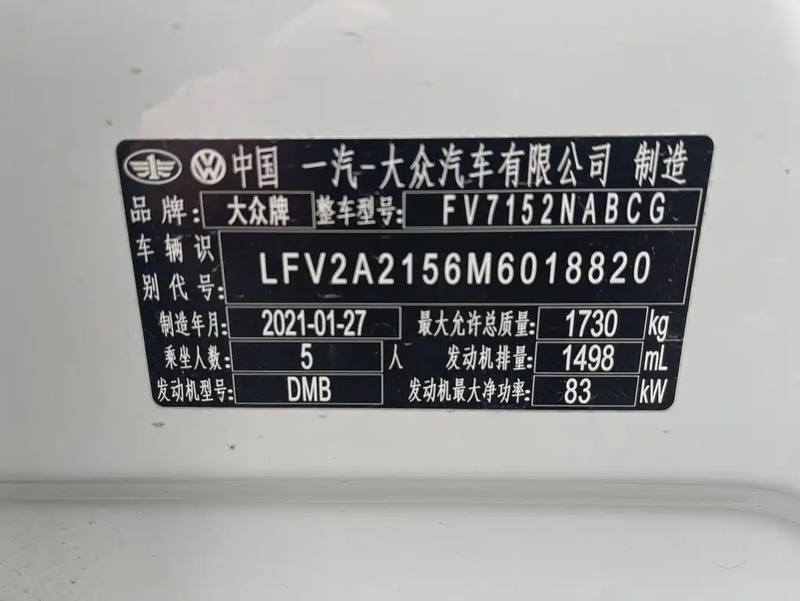 中国 一汽-大众汽车有限公司 制造
品牌: 大众牌 整车型号: FV7152NABCG
车辆识别代号: LFV2A2156M6018820
制造年月: 2021-01-27 最大允许总质量: 1730 kg
乘坐人数: 5 人 发动机排量: 1498 mL
发动机型号: DMB 发动机最大净功率: 83 kW